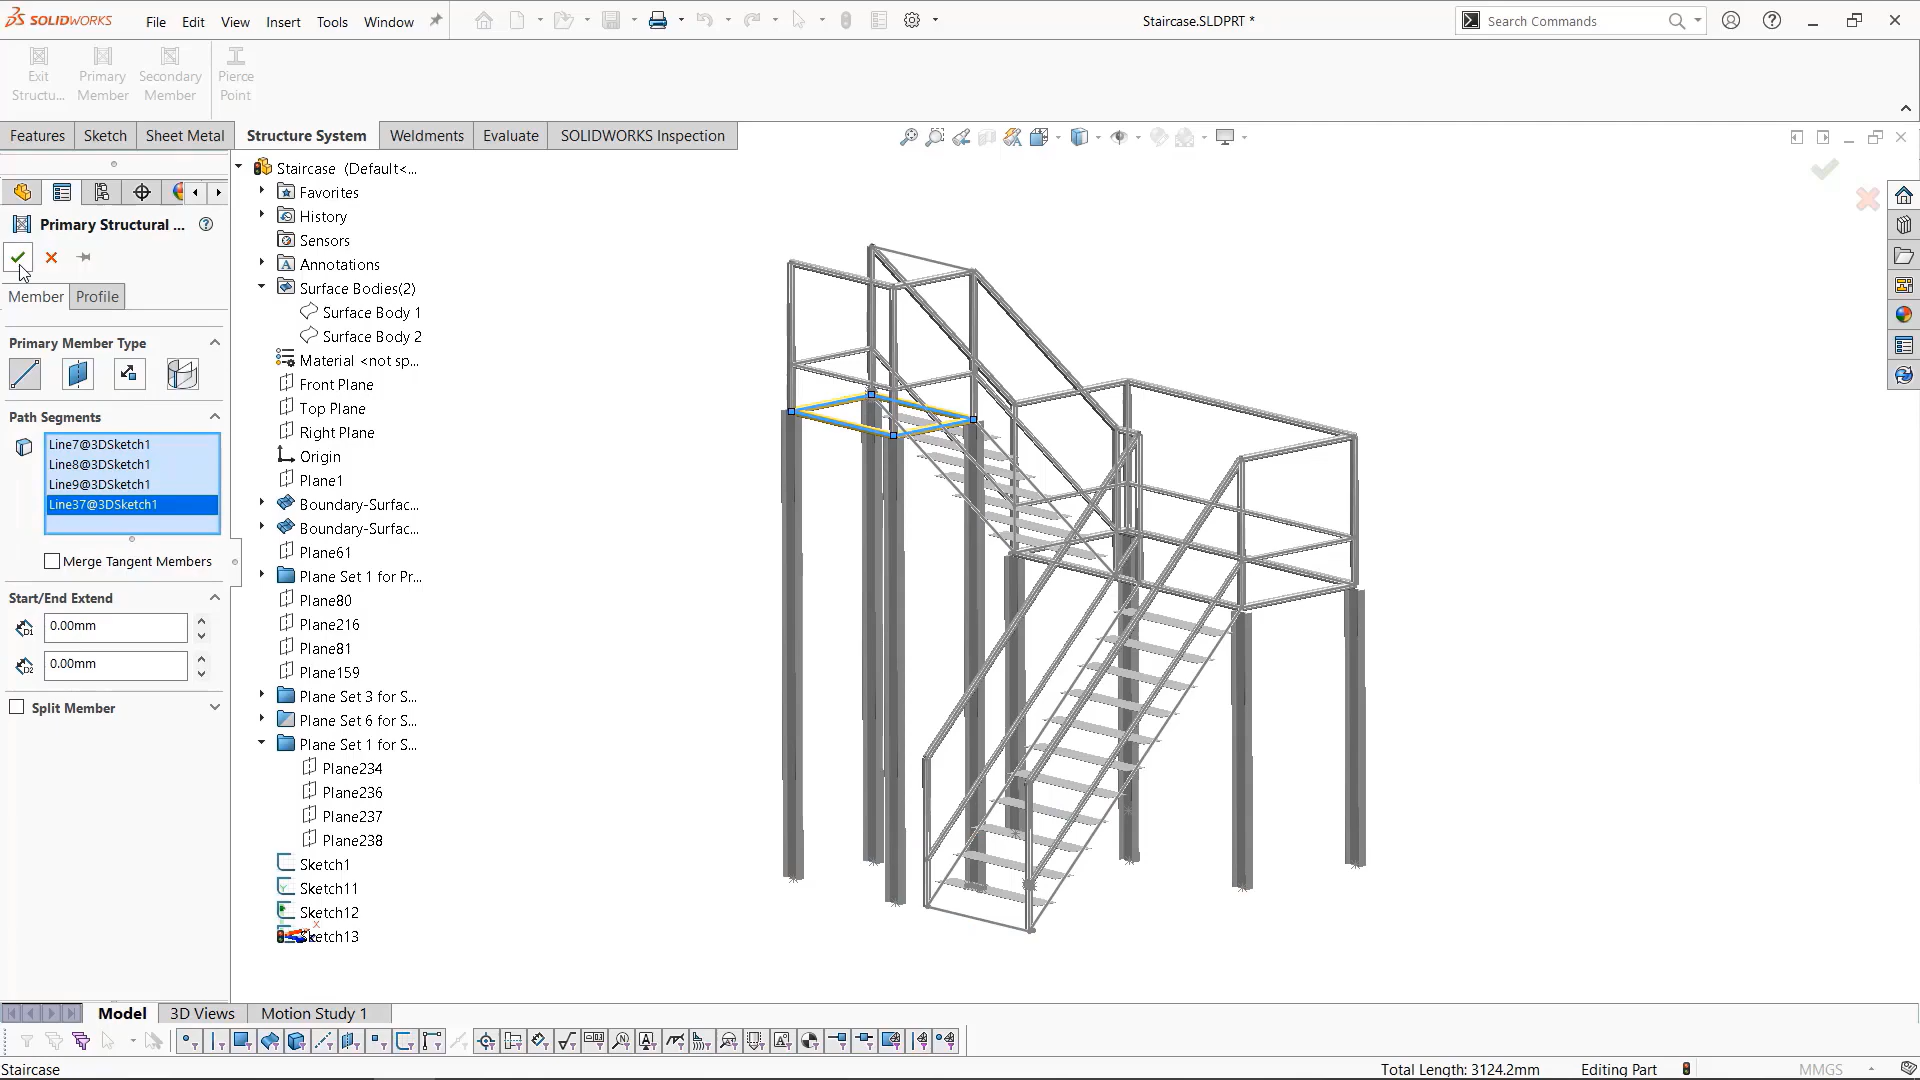 SOLIDWORKS
File
Edit
View
Insert
Tools
Window
Staircase.SLDPRT *
Search Commands
Exit Structu...
Primary Member
Secondary Member
Pierce Point
Features
Sketch
Sheet Metal
Structure System
Weldments
Evaluate
SOLIDWORKS Inspection
Primary Structural ...
Member
Profile
Primary Member Type
Path Segments
Line7@3DSketch1
Line8@3DSketch1
Line9@3DSketch1
Line37@3DSketch1
Merge Tangent Members
Start/End Extend
0.00mm
0.00mm
Split Member
Staircase (Default<...
Favorites
History
Sensors
Annotations
Surface Bodies(2)
Surface Body 1
Surface Body 2
Material <not sp...
Front Plane
Top Plane
Right Plane
Origin
Plane1
Boundary-Surfac...
Boundary-Surfac...
Plane61
Plane Set 1 for Pr...
Plane80
Plane216
Plane81
Plane159
Plane Set 3 for S...
Plane Set 6 for S...
Plane Set 1 for S...
Plane234
Plane236
Plane237
Plane238
Sketch1
Sketch11
Sketch12
Sketch13
Model
3D Views
Motion Study 1
Staircase
Total Length: 3124.2mm
Editing Part
MMGS